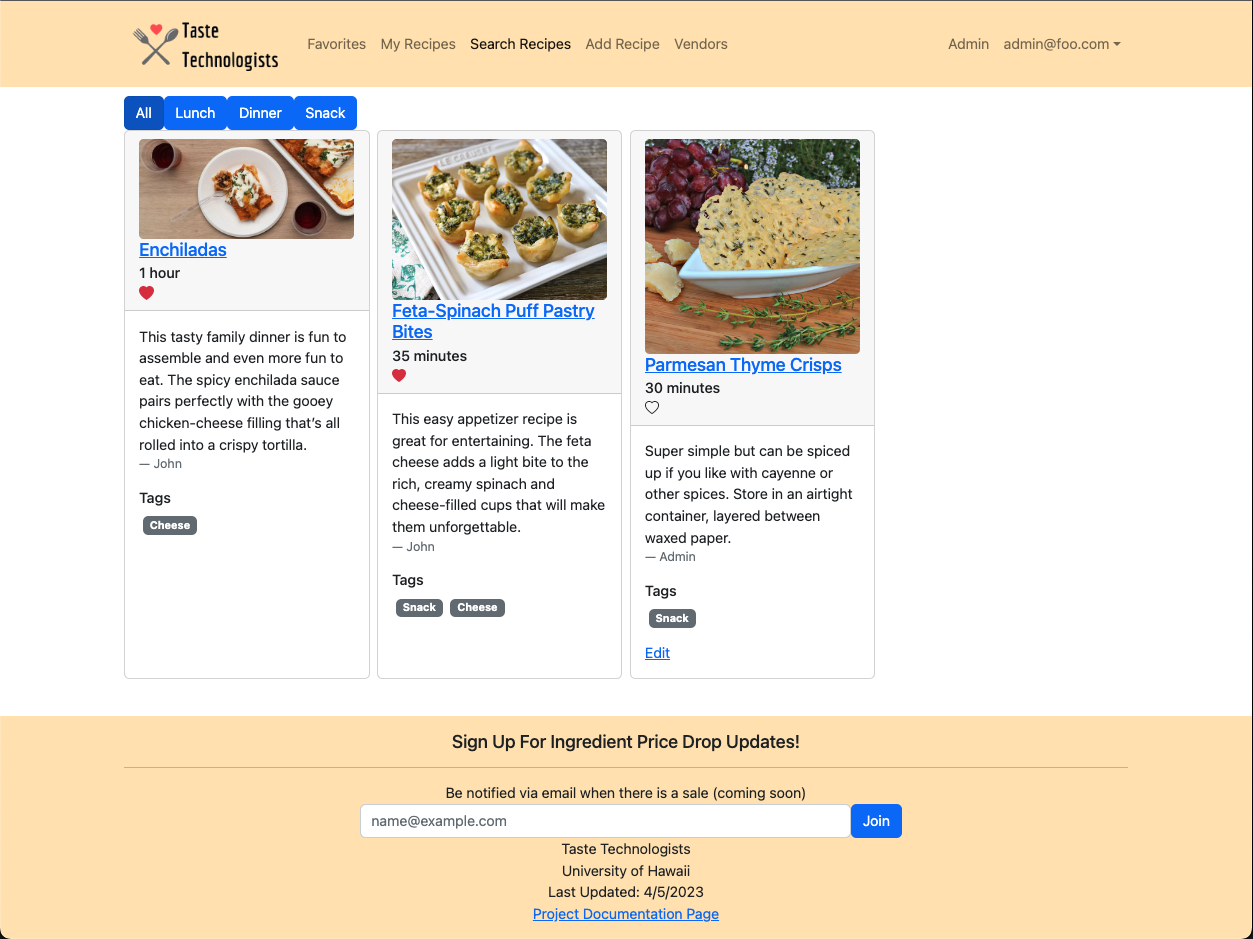 Taste
Technologists
Favorites My Recipes Search Recipes Add Recipe Vendors
Admin admin@foo.com
All Lunch Dinner Snack
Enchiladas
1 hour
This tasty family dinner is fun to
assemble and even more fun to
eat. The spicy enchilada sauce
pairs perfectly with the gooey
chicken-cheese filling that’s all
rolled into a crispy tortilla.
— John
Tags
Cheese
LE CREUSET
Feta-Spinach Puff Pastry
Bites
35 minutes
This easy appetizer recipe is
great for entertaining. The feta
cheese adds a light bite to the
rich, creamy spinach and
cheese-filled cups that will make
them unforgettable.
— John
Tags
Snack Cheese
Parmesan Thyme Crisps
30 minutes
Super simple but can be spiced
up if you like with cayenne or
other spices. Store in an airtight
container, layered between
waxed paper.
— Admin
Tags
Snack
Edit
Sign Up For Ingredient Price Drop Updates!
Be notified via email when there is a sale (coming soon)
name@example.com Join
Taste Technologists
University of Hawaii
Last Updated: 4/5/2023
Project Documentation Page